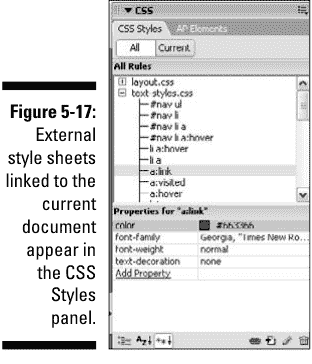 CSS
CSS Styles AP Elements
All Current
All Rules
layout.css
text-styles.css
#nav ul
#nav li
#nav li a
#nav li a:hover
li a:hover
li a
a:link
a:visited
a:hover
Properties for "a:link"
color #663366
font-family Georgia, "Times New Ro...
font-weight normal
text-decoration none
Add Property
Figure 5-17:
External
style sheets
linked to the
current
document
appear in
the CSS
Styles
panel.